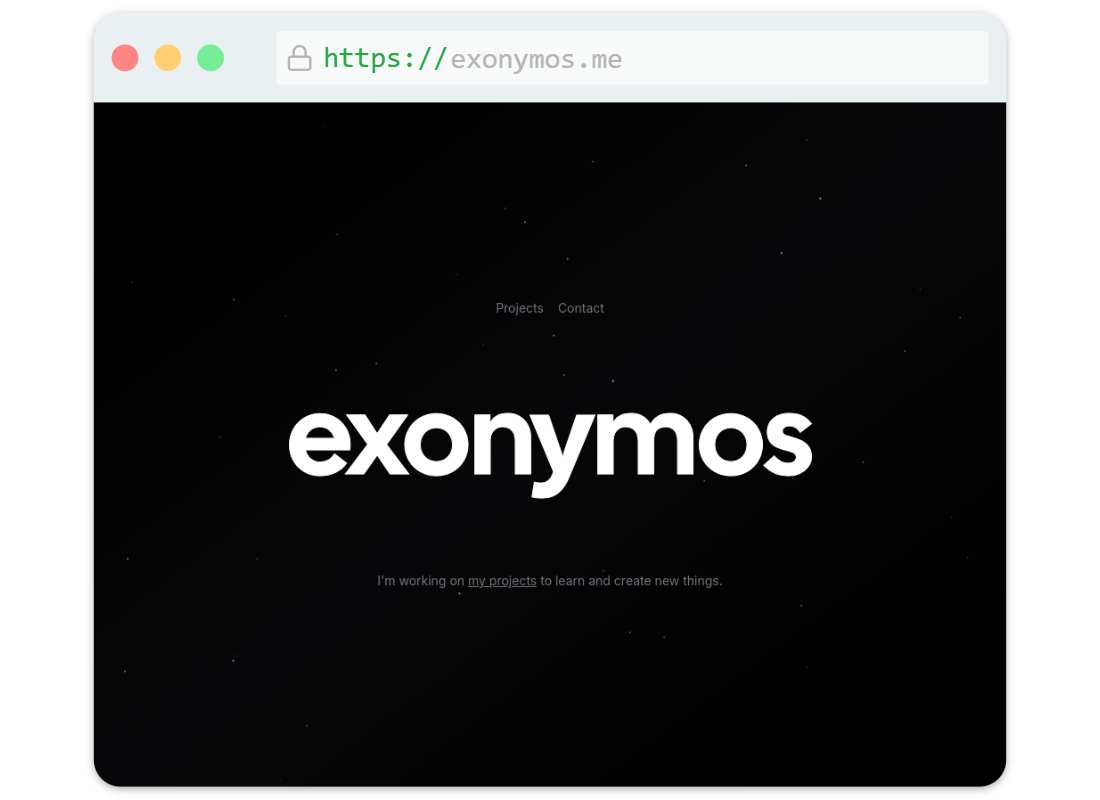 https://exonymos.me
Projects Contact
exonymos
I'm working on my projects to learn and create new things.